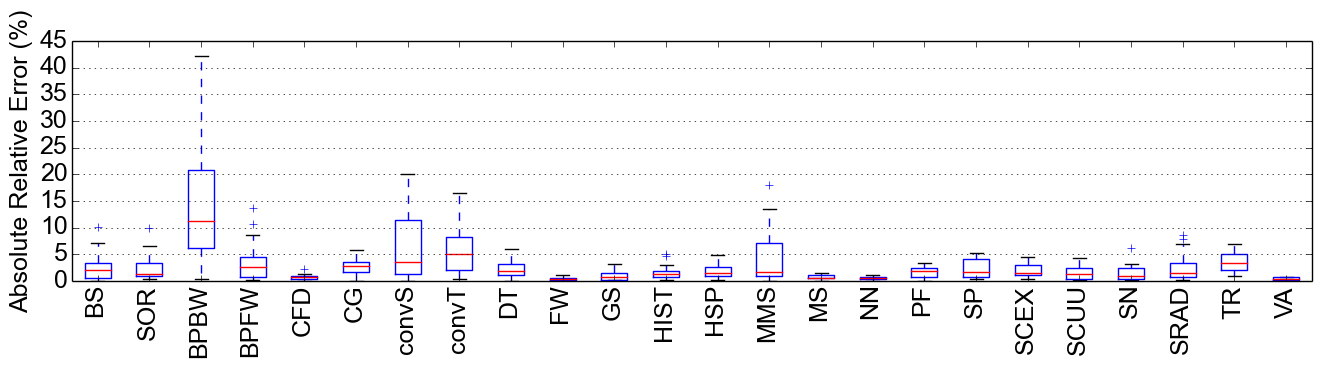 Absolute Relative Error (%)
45
40
35
30
25
20
15
10
5
0
BS
SOR
BPBW
BPFW
CFD
CG
convS
convT
DT
FW
GS
HIST
HSP
MMS
MS
NN
PF
SP
SCEX
SCUU
SN
SRAD
TR
VA